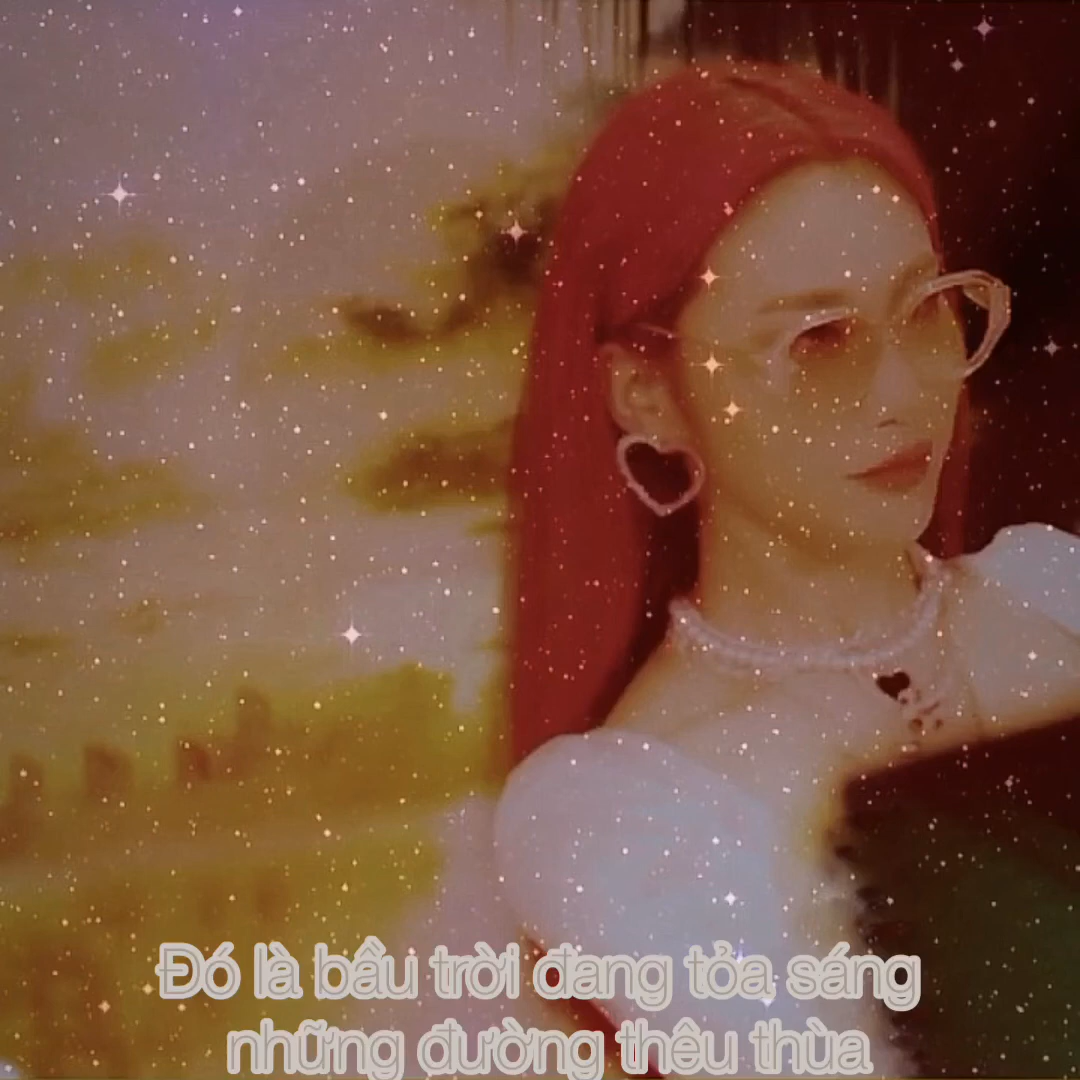 Đó là bầu trời đang tỏa sáng
những đường thêu thùa